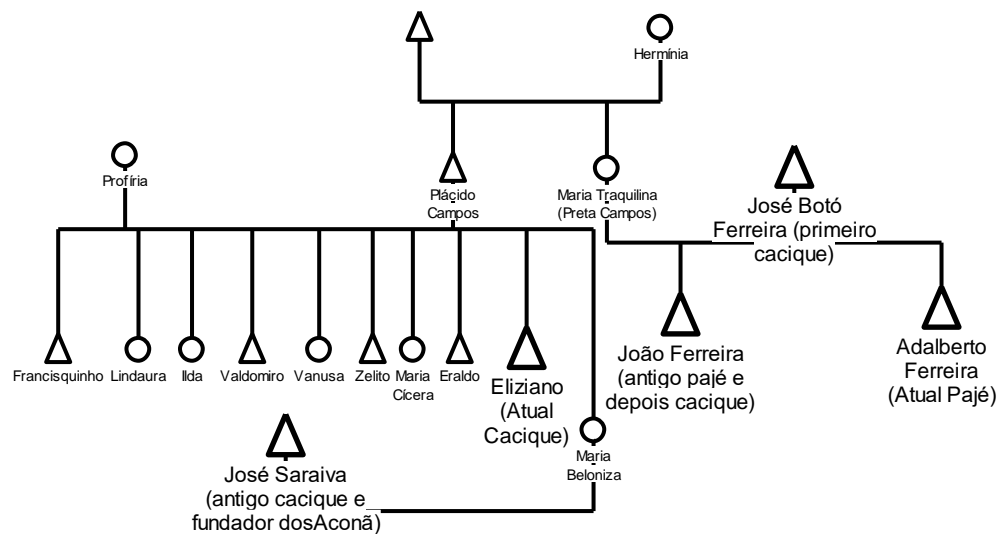 Hermínia
Profíria
Plácido
Campos
Maria Traquilina
(Preta Campos)
José Botó
Ferreira (primeiro
cacique)
Francisquinho
Lindaura
Ilda
Valdomiro
Vanusa
Zelito
Maria
Cícera
Eraldo
Eliziano
(Atual
Cacique)
João Ferreira
(antigo pajé e
depois cacique)
Adalberto
Ferreira
(Atual Pajé)
José Saraiva
(antigo cacique e
fundador dosAconã)
Maria
Beloniza